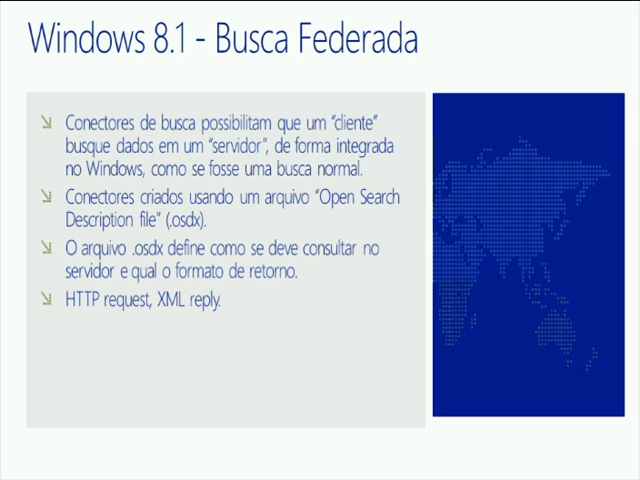 Windows 8.1 - Busca Federada
Conectores de busca possibilitam que um "cliente"
busque dados em um "servidor", de forma integrada
no Windows, como se fosse uma busca normal.
Conectores criados usando um arquivo "Open Search
Description file" (.osdx).
O arquivo .osdx define como se deve consultar no
servidor e qual o formato de retorno.
HTTP request, XML reply.